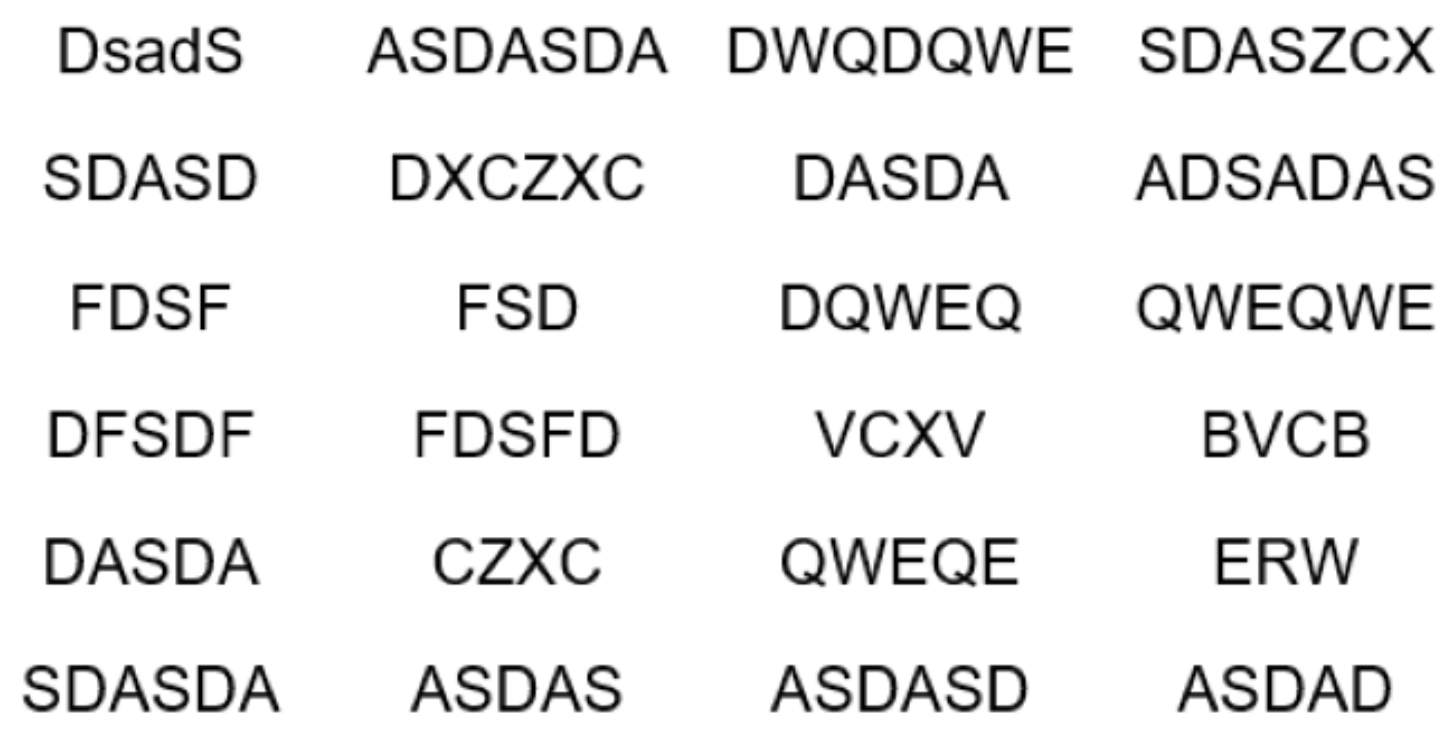 DsadS ASDASDA DWQDQWE SDASZCX
SDASD DXCZXC DASDA ADSADAS
FDSF FSD DQWEQ QWEQWE
DFSDF FDSFD VCXV BVCB
DASDA CZXC QWEQE ERW
SDASDA ASDAS ASDASD ASDAD